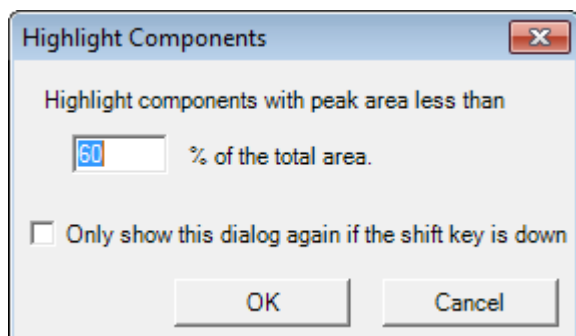 Highlight Components
Highlight components with peak area less than
60 % of the total area.
Only show this dialog again if the shift key is down
OK Cancel